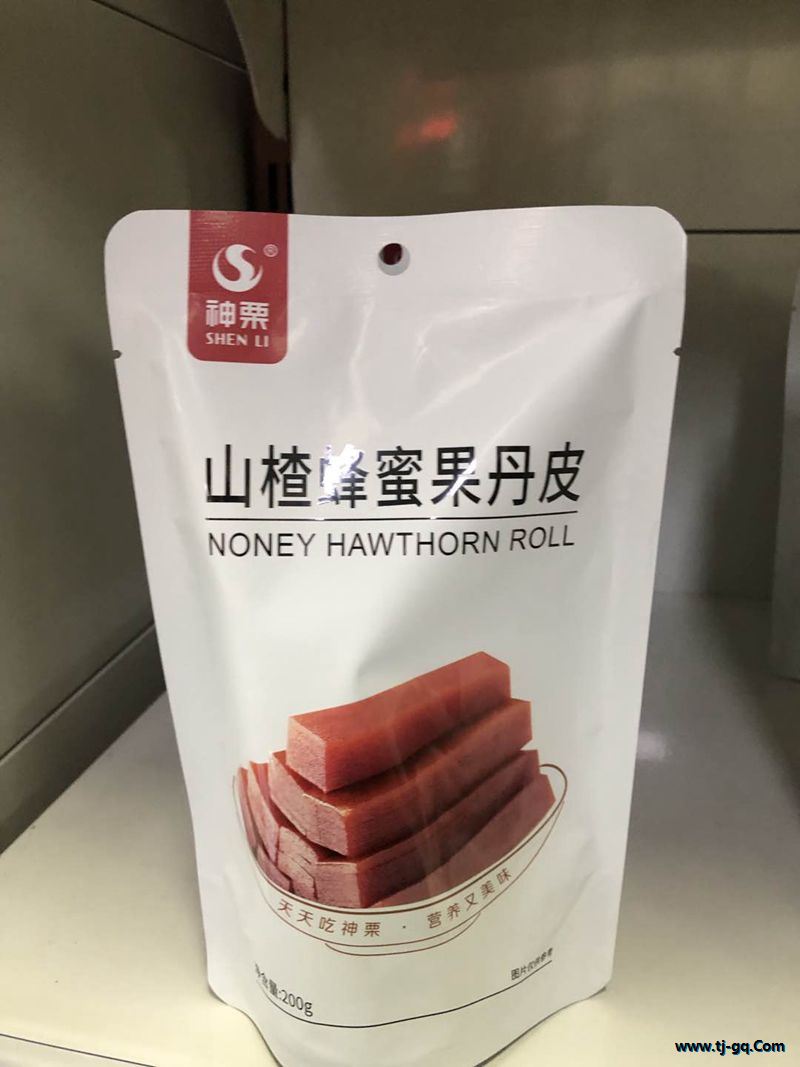 ®
神栗
SHEN LI
山楂蜂蜜果丹皮
NONEY HAWTHORN ROLL
天天吃神栗 · 营养又美味
净含量:200g
图片仅供参考
www.tj-gq.Com